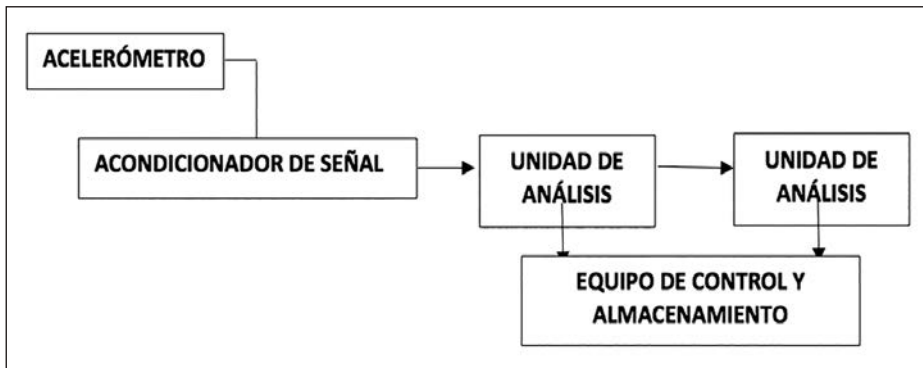 ACELERÓMETRO
ACONDICIONADOR DE SEÑAL
UNIDAD DE
ANÁLISIS
UNIDAD DE
ANÁLISIS
EQUIPO DE CONTROL Y
ALMACENAMIENTO